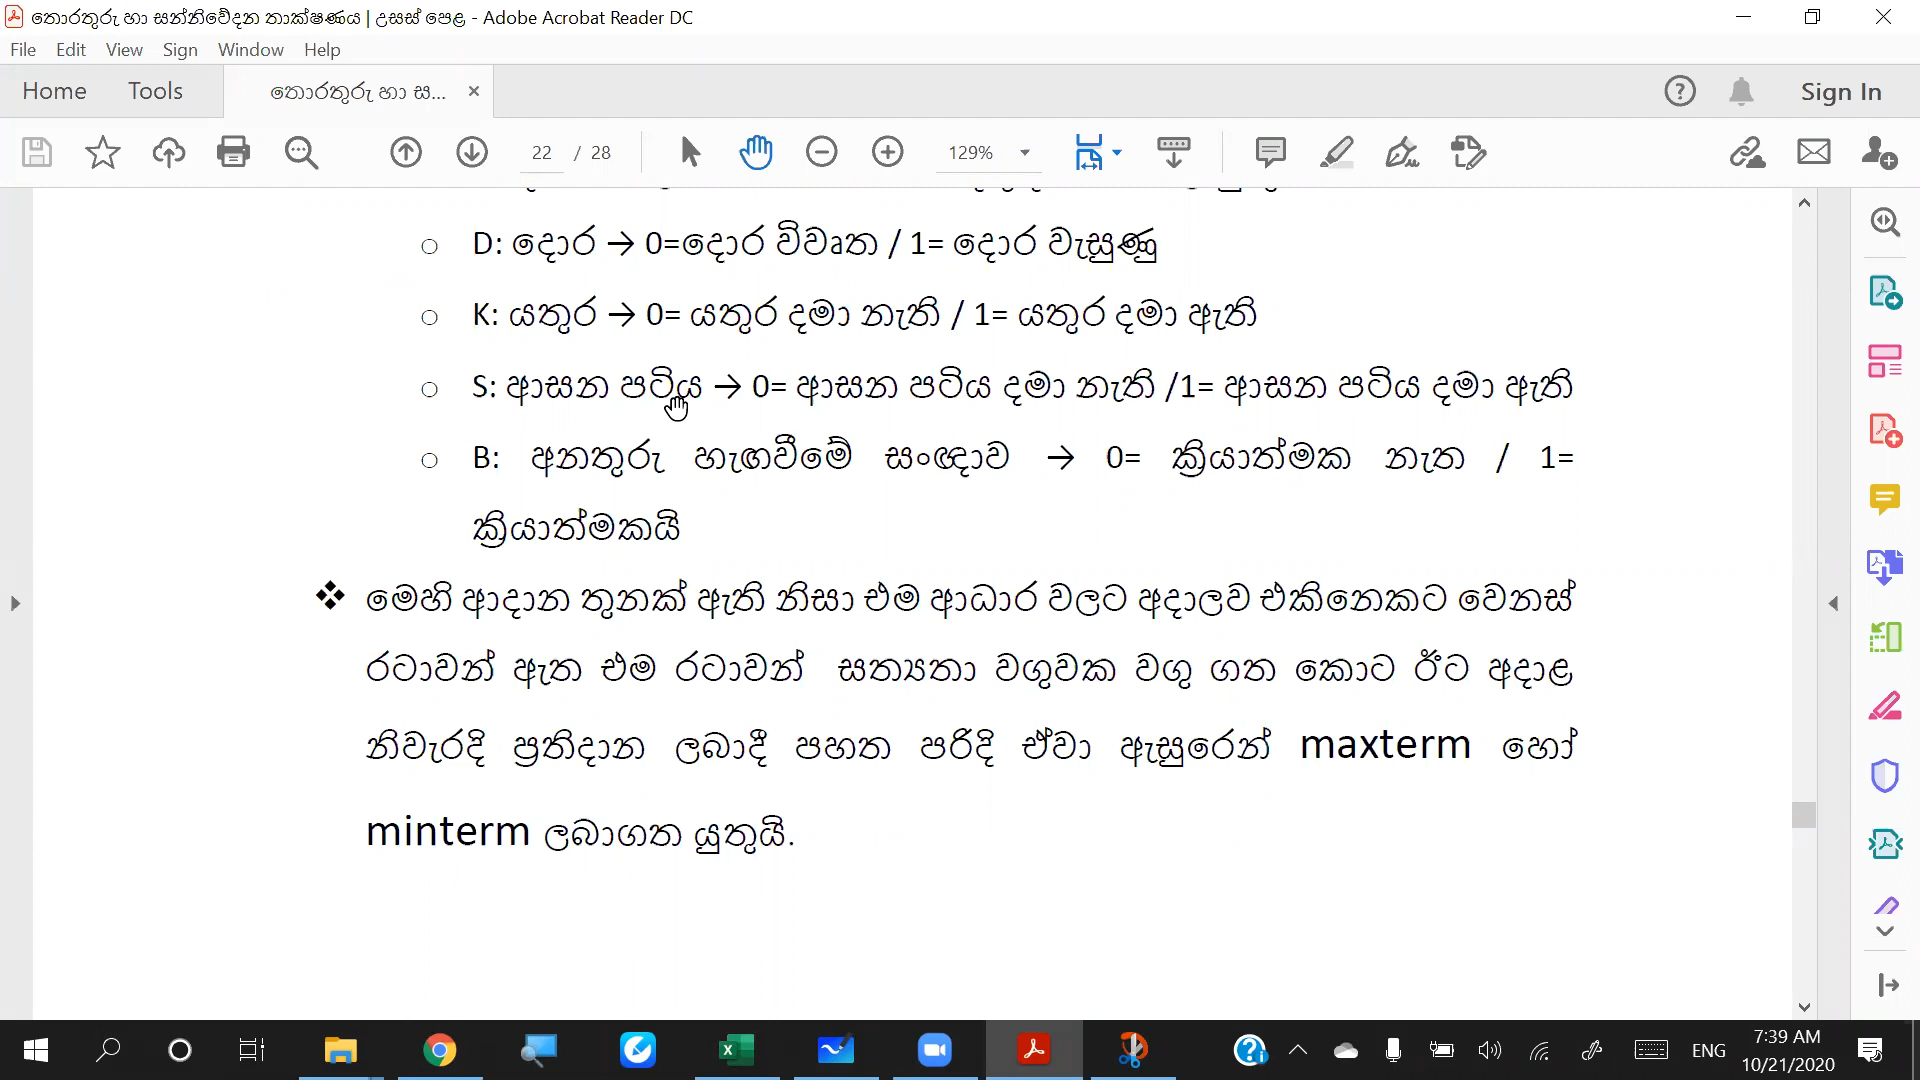 තොරතුරු හා සන්නිවේදන තාක්ෂණය | උසස් පෙළ - Adobe Acrobat Reader DC
File Edit View Sign Window Help
Home Tools තොරතුරු හා ස... × Sign In
22 / 28 129%
D: දොර → 0=දොර විවෘත / 1= දොර වැසුණු
K: යතුර → 0= යතුර දමා නැති / 1= යතුර දමා ඇති
S: ආසන පටිය → 0= ආසන පටිය දමා නැති /1= ආසන පටිය දමා ඇති
B: අනතුරු හැඟවීමේ සංඥාව → 0= ක්‍රියාත්මක නැත / 1=
ක්‍රියාත්මකයි
මෙහි ආදාන තුනක් ඇති නිසා එම ආධාර වලට අදාලව එකිනෙකට වෙනස්
රටාවන් ඇත එම රටාවන් සත්‍යතා වගුවක වගු ගත කොට ඊට අදාළ
නිවැරදි ප්‍රතිදාන ලබාදී පහත පරිදි ඒවා ඇසුරෙන් maxterm හෝ
minterm ලබාගත යුතුයි.
ENG
7:39 AM
10/21/2020